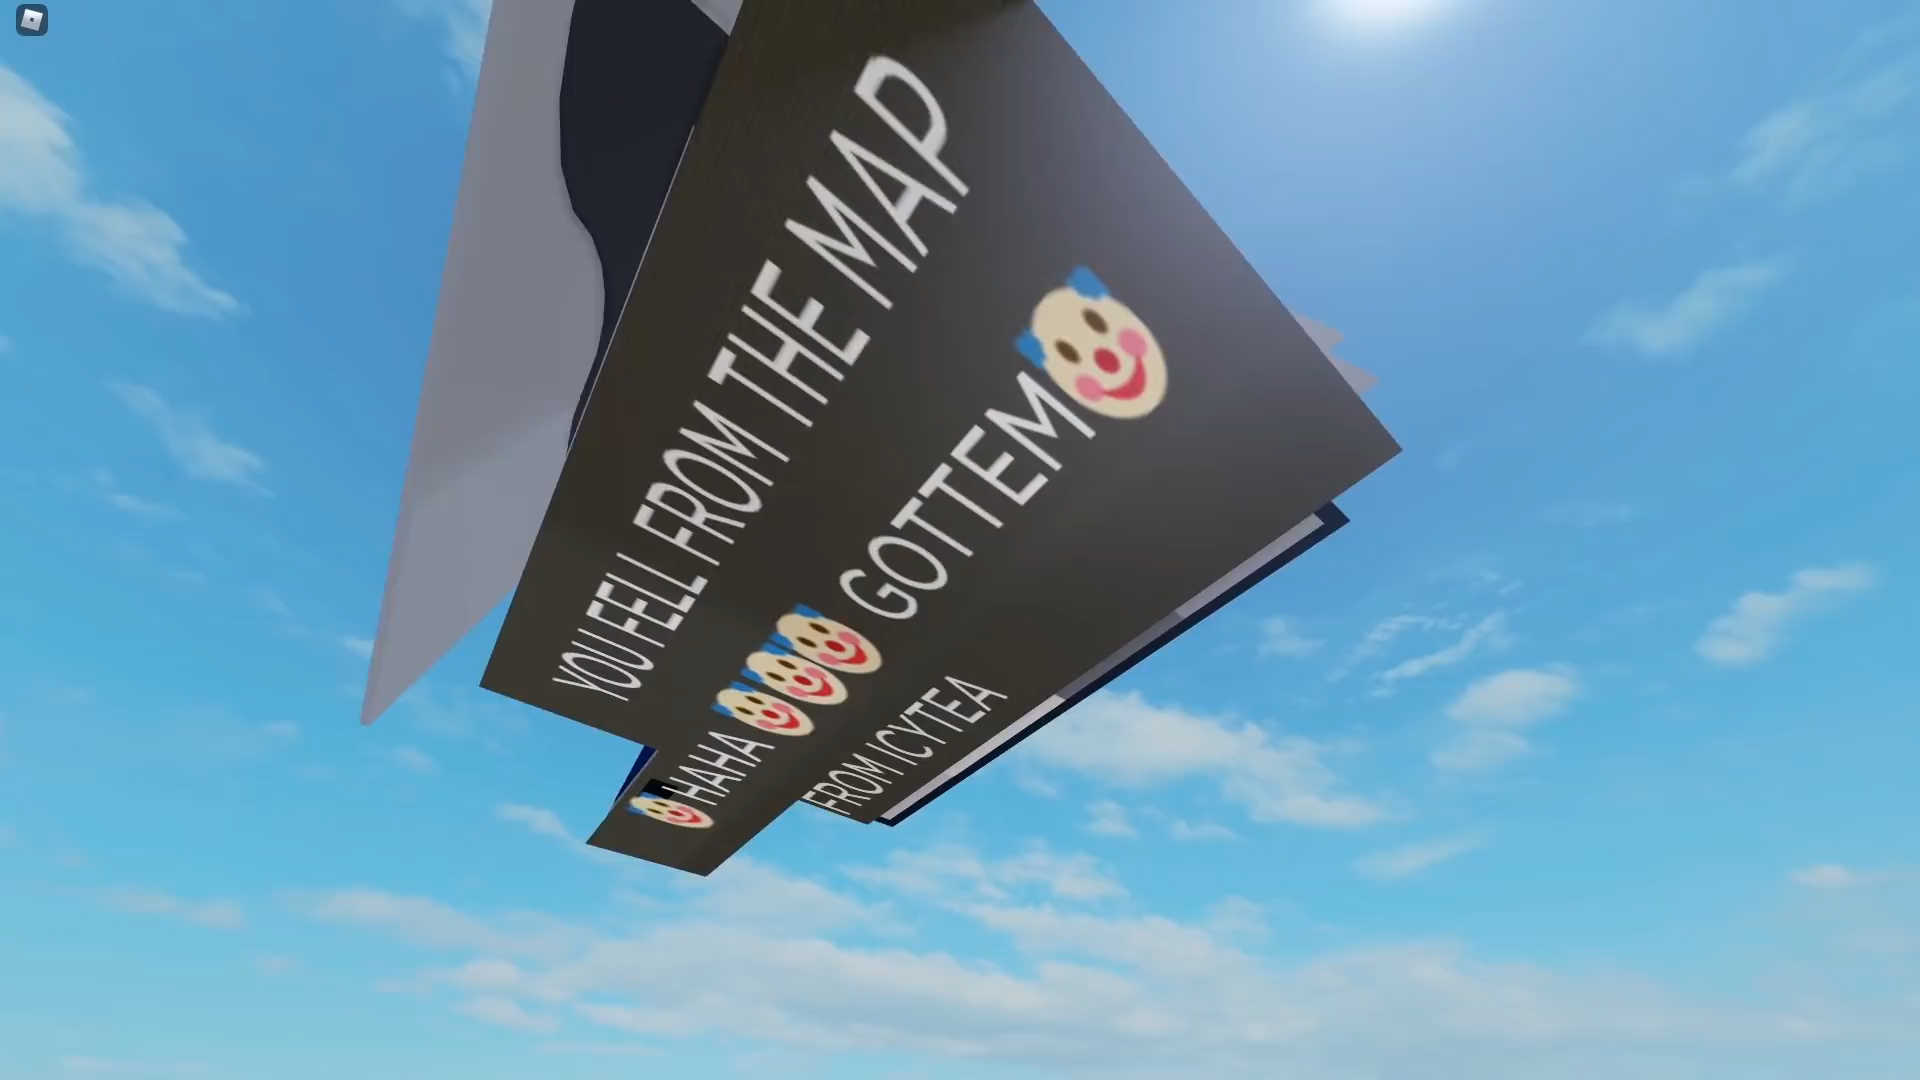 YOU FELL FROM THE MAP
🤡HAHA 🤡🤡🤡 GOTTEM🤡
FROM ICYTEA